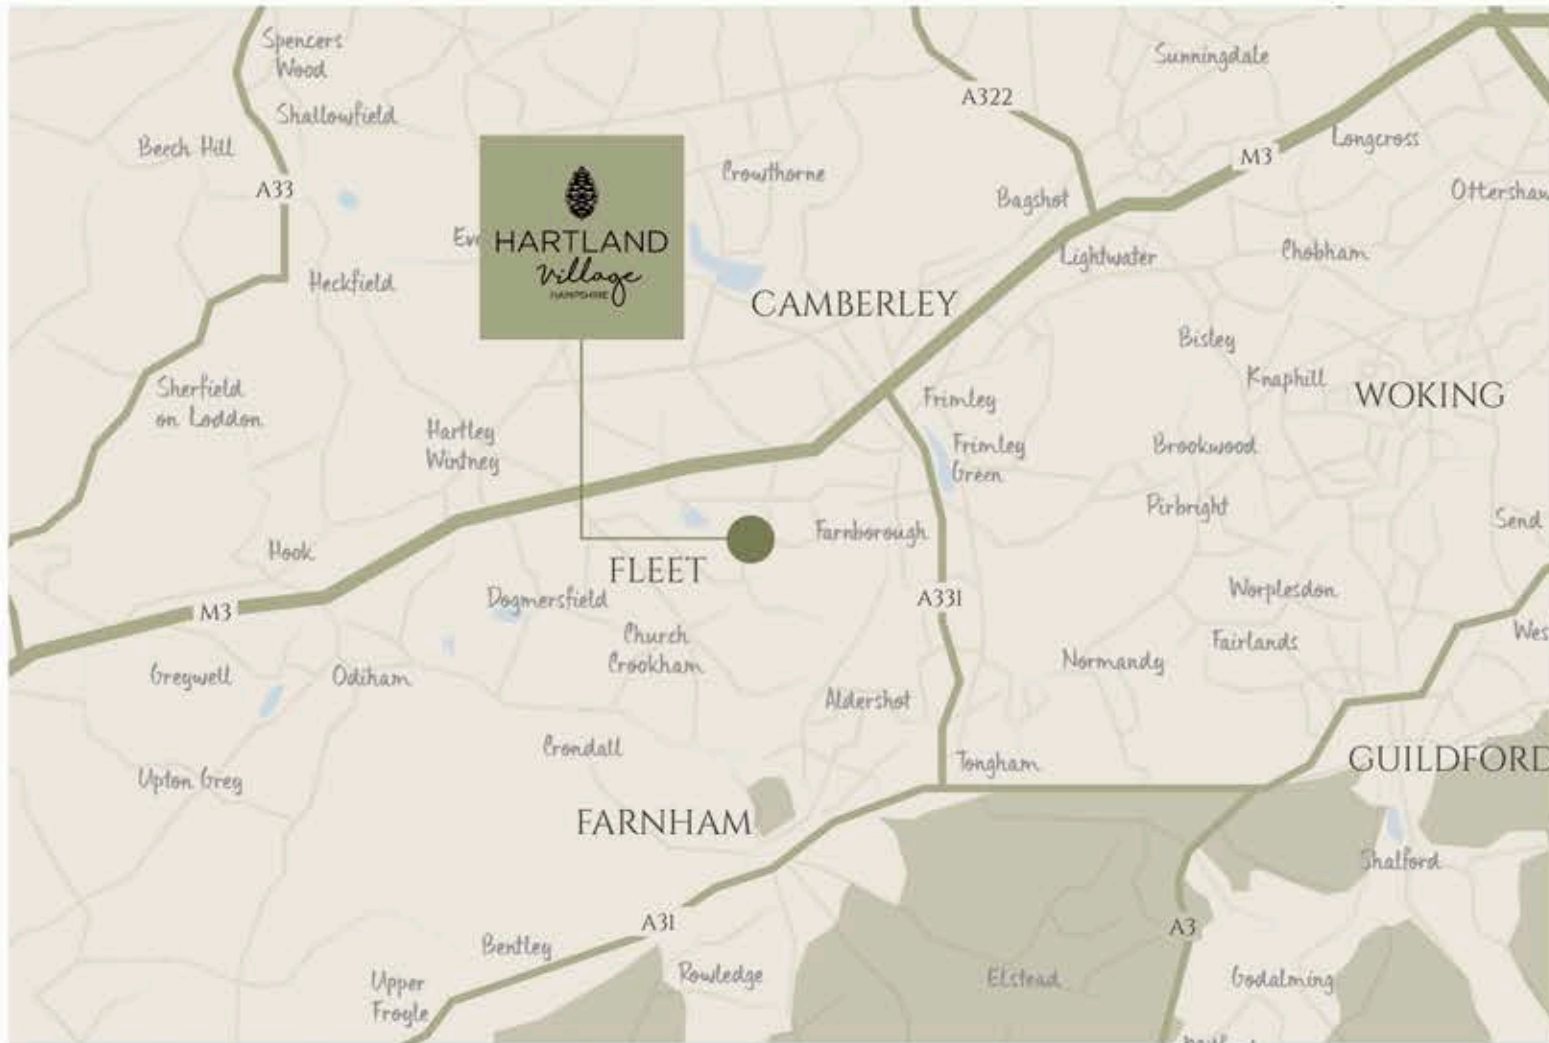 Spencers
Wood
Sunningdale
A322
Shallowfield
Longcross
Beech Hill
M3
Crowthorne
A33
Bagshot
Ottershaw
HARTLAND
Village
HAMPSHIRE
Lightwater
Chobham
Heckfield
CAMBERLEY
Bisley
Knaphill
Sherfield
on Loddon
Frimley
WOKING
Hartley
Wintney
Frimley
Green
Brookwood
Pirbright
Send
Farnborough
Hook
FLEET
Dogmersfield
A331
Worplesdon
M3
Church
Crookham
Fairlands
Wes
Normandy
Greywell
Odiham
Aldershot
Crondall
Tongham
GUILDFORD
Upton Grey
FARNHAM
Shalford
A31
A3
Bentley
Rowledge
Elstead
Godalming
Upper
Froyle